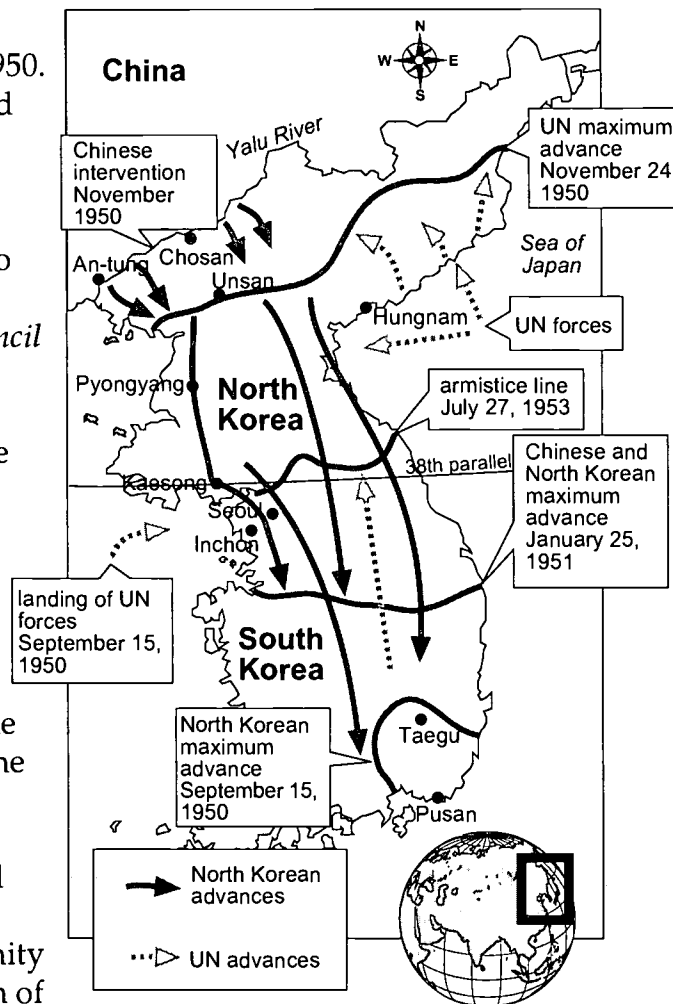 950.
China
N
W
E
S
Yalu River
Chinese
intervention
November
1950
UN maximum
advance
November 24
1950
Chosan
An-tung
Unsan
Sea of
Japan
Hungnam
UN forces
ncil
Pyongyang
North
Korea
armistice line
July 27, 1953
38th parallel
Kaesong
Seoul
Inchon
Chinese and
North Korean
maximum
advance
January 25,
1951
landing of UN
forces
September 15,
1950
South
Korea
North Korean
maximum
advance
September 15,
1950
Taegu
Pusan
North Korean
advances
UN advances
nity
n of